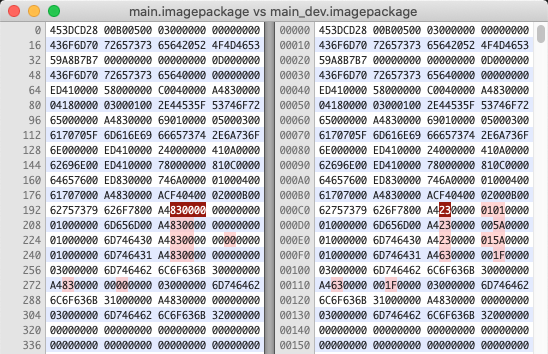 main.imagepackage vs main_dev.imagepackage
0 453DCD28 00B00500 03000000 00000000 00000 453DCD28 00B00500 03000000 00000000
16 436F6D70 72657373 65642052 4F4D4653 00010 436F6D70 72657373 65642052 4F4D4653
32 59A8B7B7 00000000 00000000 0D000000 00020 59A8B7B7 00000000 00000000 0D000000
48 436F6D70 72657373 65640000 00000000 00030 436F6D70 72657373 65640000 00000000
64 ED410000 58000000 C0040000 A4830000 00040 ED410000 58000000 C0040000 A4830000
80 04180000 03000100 2E44535F 53746F72 00050 04180000 03000100 2E44535F 53746F72
96 65000000 A4830000 69010000 05000300 00060 65000000 A4830000 69010000 05000300
112 6170705F 6D616E69 66657374 2E6A736F 00070 6170705F 6D616E69 66657374 2E6A736F
128 6E000000 ED410000 24000000 410A0000 00080 6E000000 ED410000 24000000 410A0000
144 62696E00 ED410000 78000000 810C0000 00090 62696E00 ED410000 78000000 810C0000
160 64657600 ED830000 746A0000 01000400 000A0 64657600 ED830000 746A0000 01000400
176 61707000 A4830000 ACF40400 02000B00 000B0 61707000 A4830000 ACF40400 02000B00
192 62757379 626F7800 A4830000 00000000 000C0 62757379 626F7800 A4230000 01010000
208 01000000 6D656D00 A4830000 00000000 000D0 01000000 6D656D00 A4230000 005A0000
224 01000000 6D746430 A4830000 00000000 000E0 01000000 6D746430 A4230000 015A0000
240 01000000 6D746431 A4830000 00000000 000F0 01000000 6D746431 A4630000 001F0000
256 03000000 6D746462 6C6F636B 30000000 00100 03000000 6D746462 6C6F636B 30000000
272 A4830000 00000000 03000000 6D746462 00110 A4630000 001F0000 03000000 6D746462
288 6C6F636B 31000000 A4830000 00000000 00120 6C6F636B 31000000 A4830000 00000000
304 03000000 6D746462 6C6F636B 32000000 00130 03000000 6D746462 6C6F636B 32000000
320 00000000 00000000 00000000 00000000 00140 00000000 00000000 00000000 00000000
336 00000000 00000000 00000000 00000000 00150 00000000 00000000 00000000 00000000